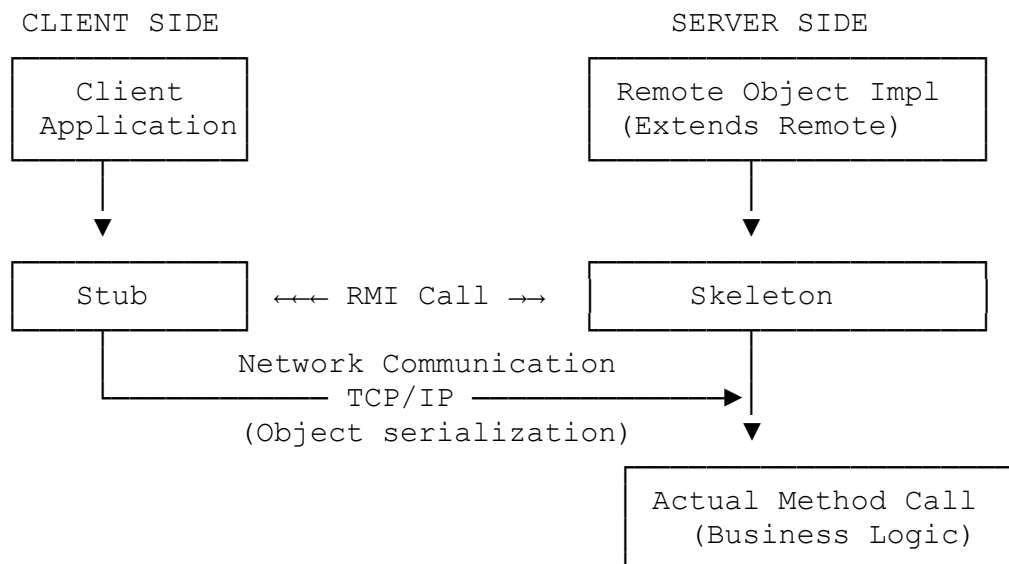 CLIENT SIDE SERVER SIDE
Client Remote Object Impl
Application (Extends Remote)
Stub ←←← RMI Call →→ Skeleton
Network Communication
TCP/IP
(Object serialization)
Actual Method Call
(Business Logic)